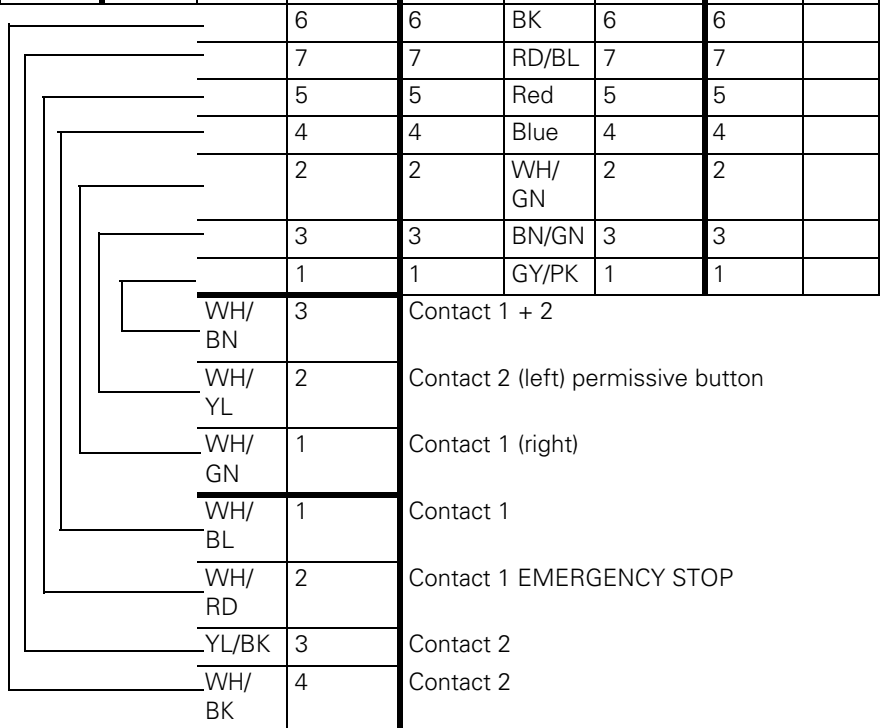 6 6 BK 6 6
7 7 RD/BL 7 7
5 5 Red 5 5
4 4 Blue 4 4
2 2 WH/ 2 2
GN
3 3 BN/GN 3 3
1 1 GY/PK 1 1
WH/ 3 Contact 1 + 2
BN
WH/ 2 Contact 2 (left) permissive button
YL
WH/ 1 Contact 1 (right)
GN
WH/ 1 Contact 1
BL
WH/ 2 Contact 1 EMERGENCY STOP
RD
YL/BK 3 Contact 2
WH/ 4 Contact 2
BK